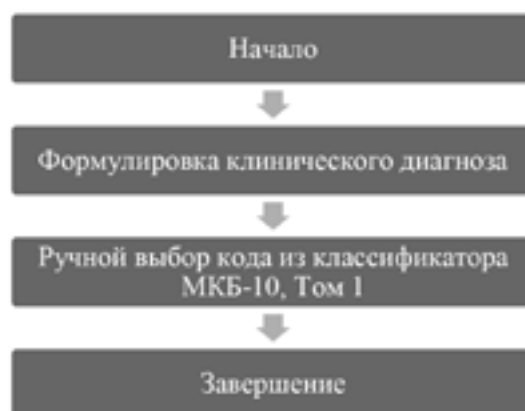 Начало
Формулировка клинического диагноза
Ручной выбор кода из классификатора
МКБ-10, Том 1
Завершение